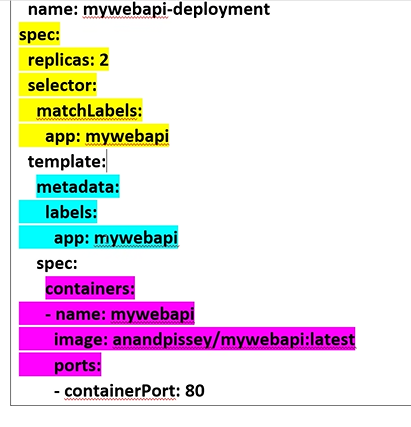 name: mywebapi-deployment
spec:
replicas: 2
selector:
matchLabels:
app: mywebapi
template:
metadata:
labels:
app: mywebapi
spec:
containers:
- name: mywebapi
image: anandpissey/mywebapi:latest
ports:
- containerPort: 80